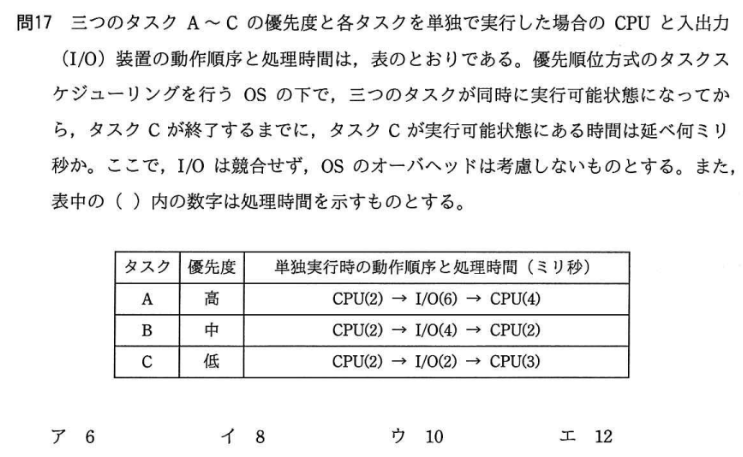 問17 三つのタスク A～C の優先度と各タスクを単独で実行した場合の CPU と入出力
（I/O）装置の動作順序と処理時間は，表のとおりである。優先順位方式のタスクス
ケジューリングを行う OS の下で，三つのタスクが同時に実行可能状態になってか
ら，タスク C が終了するまでに，タスク C が実行可能状態にある時間は延べ何ミリ
秒か。ここで，I/O は競合せず，OS のオーバヘッドは考慮しないものとする。また，
表中の（ ）内の数字は処理時間を示すものとする。
タスク 優先度 単独実行時の動作順序と処理時間（ミリ秒）
A 高 CPU(2) → I/O(6) → CPU(4)
B 中 CPU(2) → I/O(4) → CPU(2)
C 低 CPU(2) → I/O(2) → CPU(3)
ア 6 イ 8 ウ 10 エ 12